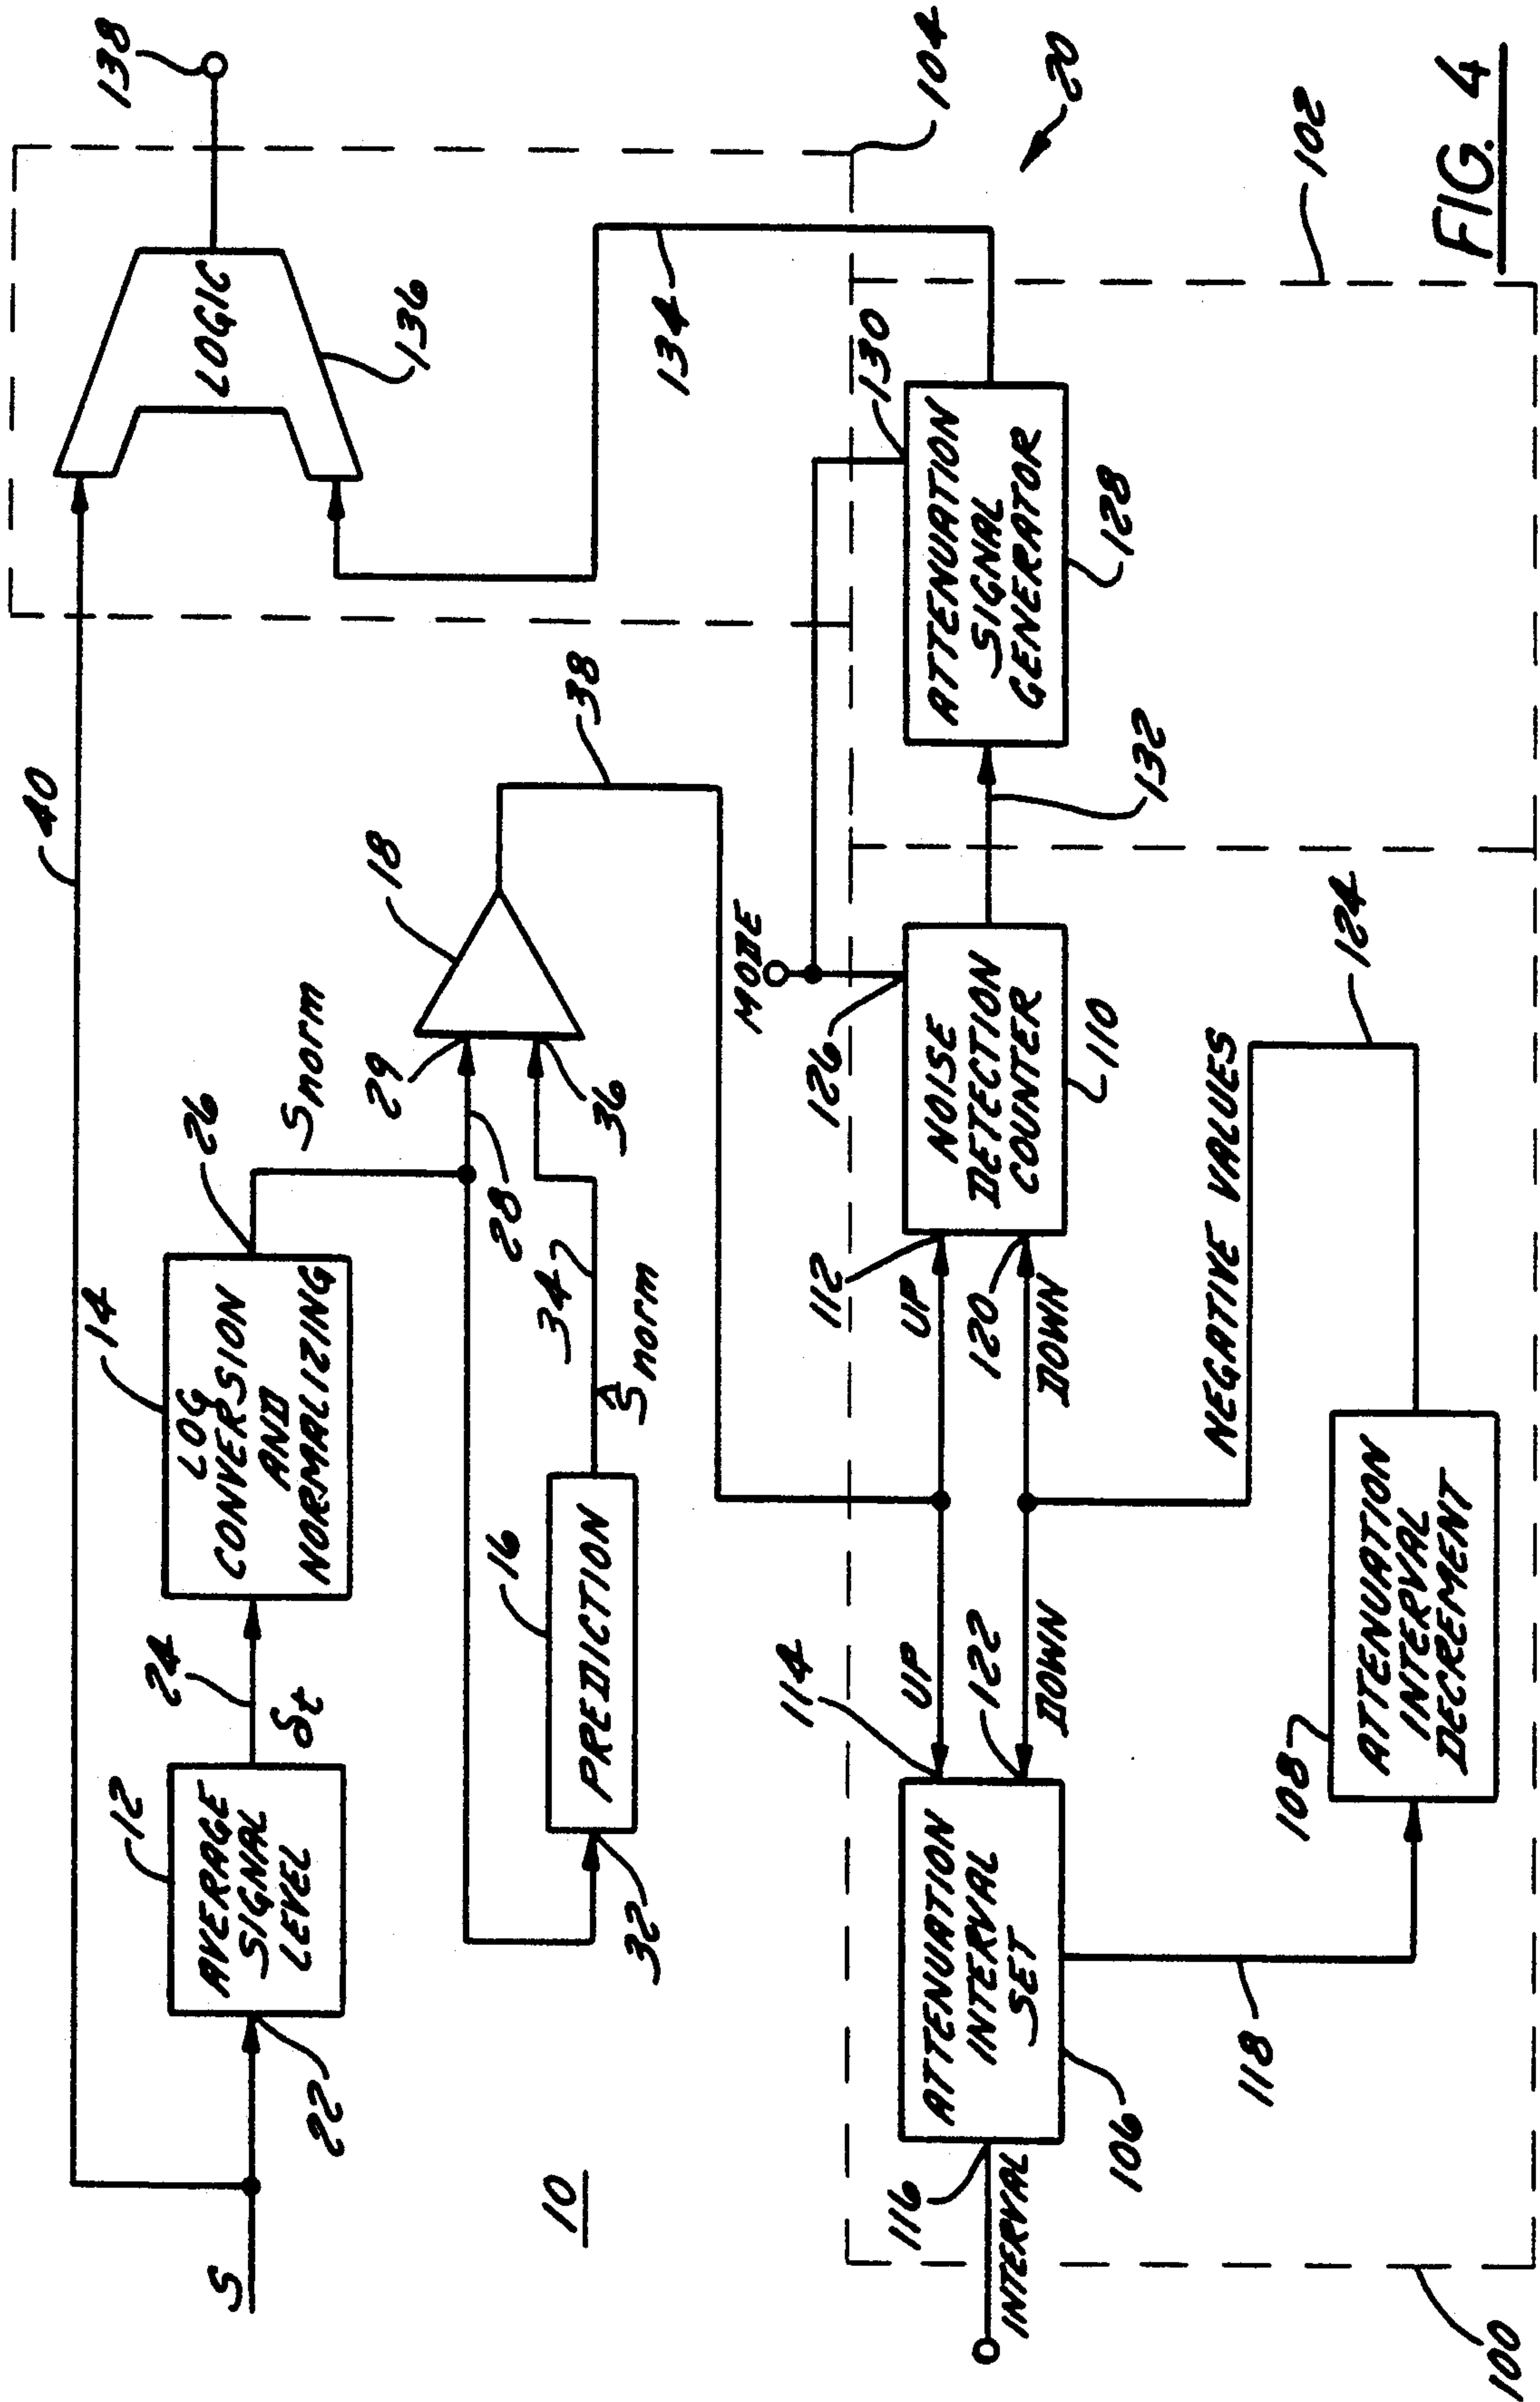 40
138
LOGIC
136
104
20
S
22
AVERAGE
SIGNAL
LEVEL
12
24
δt
14
LOG
CONVERSION
AND
NORMALIZING
26
Snorm
29
18
28
38
10
32
16
PREDICTION
34
Ŝnorm
36
MODE
126
134
130
116
INTERVAL
ATTENUATION
INTERVAL
SET
106
114
UP
122
DOWN
112
UP
120
DOWN
NOISE
DETECTION
COUNTER
110
132
ATTENUATION
SIGNAL
GENERATOR
128
118
108
ATTENUATION
INTERVAL
DECREMENT
NEGATIVE VALUES
124
100
102
FIG. 4